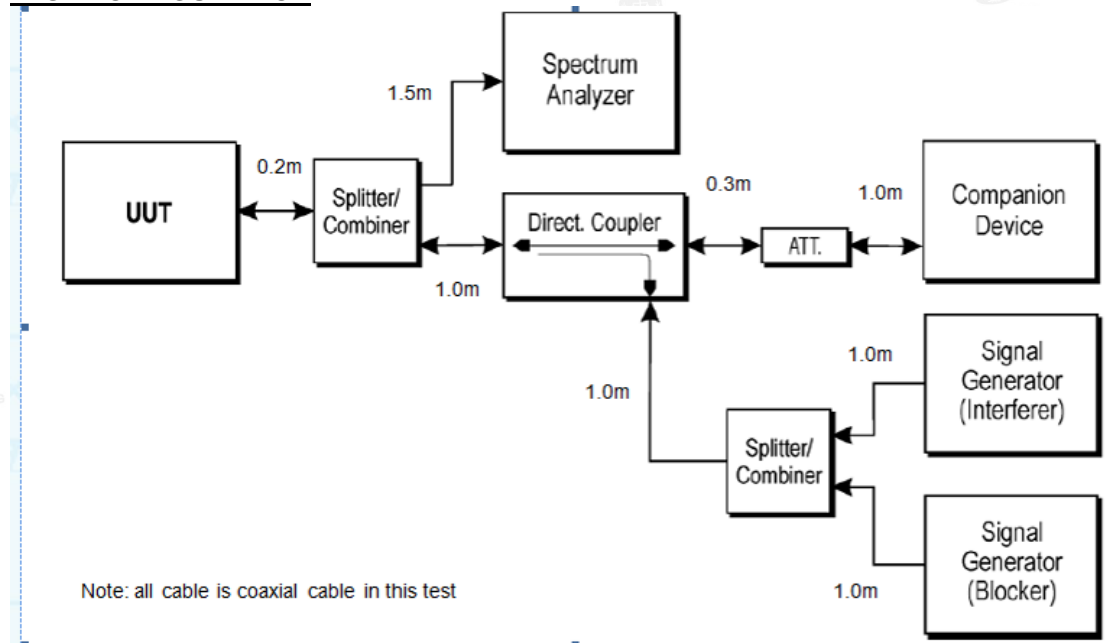 Spectrum
Analyzer
1.5m
UUT
0.2m
Splitter/
Combiner
Direct. Coupler
0.3m
ATT.
1.0m
Companion
Device
1.0m
1.0m
Splitter/
Combiner
1.0m
Signal
Generator
(Interferer)
1.0m
Signal
Generator
(Blocker)
Note: all cable is coaxial cable in this test